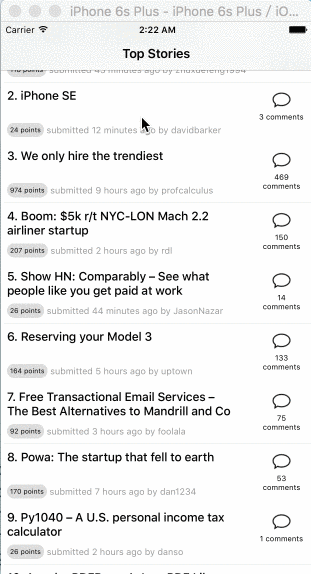 iPhone 6s Plus - iPhone 6s Plus / iO...
Carrier 2:22 AM
Top Stories
submitted 45 minutes ago by zhuxuefeng1994
2. iPhone SE
3 comments
24 points submitted 12 minutes ago by davidbarker
3. We only hire the trendiest
469
comments
974 points submitted 9 hours ago by profcalculus
4. Boom: $5k r/t NYC-LON Mach 2.2
airliner startup
150
comments
207 points submitted 2 hours ago by rdl
5. Show HN: Comparably – See what
people like you get paid at work
14
comments
26 points submitted 44 minute ago by JasonNazar
6. Reserving your Model 3
133
comments
164 points submitted 5 hours ago by uptown
7. Free Transactional Email Services –
The Best Alternatives to Mandrill and Co
75
comments
92 points submitted 3 hours ago by foolala
8. Powa: The startup that fell to earth
53
comments
170 points submitted 7 hours ago by dan1234
9. Py1040 – A U.S. personal income tax
calculator
1 comments
26 points submitted 2 hours ago by danso